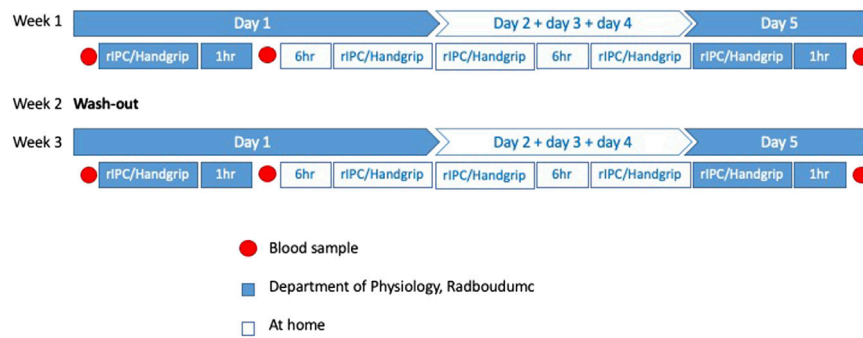 Week 1 Day 1 Day 2 + day 3 + day 4 Day 5
rIPC/Handgrip 1hr 6hr rIPC/Handgrip rIPC/Handgrip 6hr rIPC/Handgrip rIPC/Handgrip 1hr
Week 2 Wash-out
Week 3 Day 1 Day 2 + day 3 + day 4 Day 5
rIPC/Handgrip 1hr 6hr rIPC/Handgrip rIPC/Handgrip 6hr rIPC/Handgrip rIPC/Handgrip 1hr
Blood sample
Department of Physiology, Radboudumc
At home